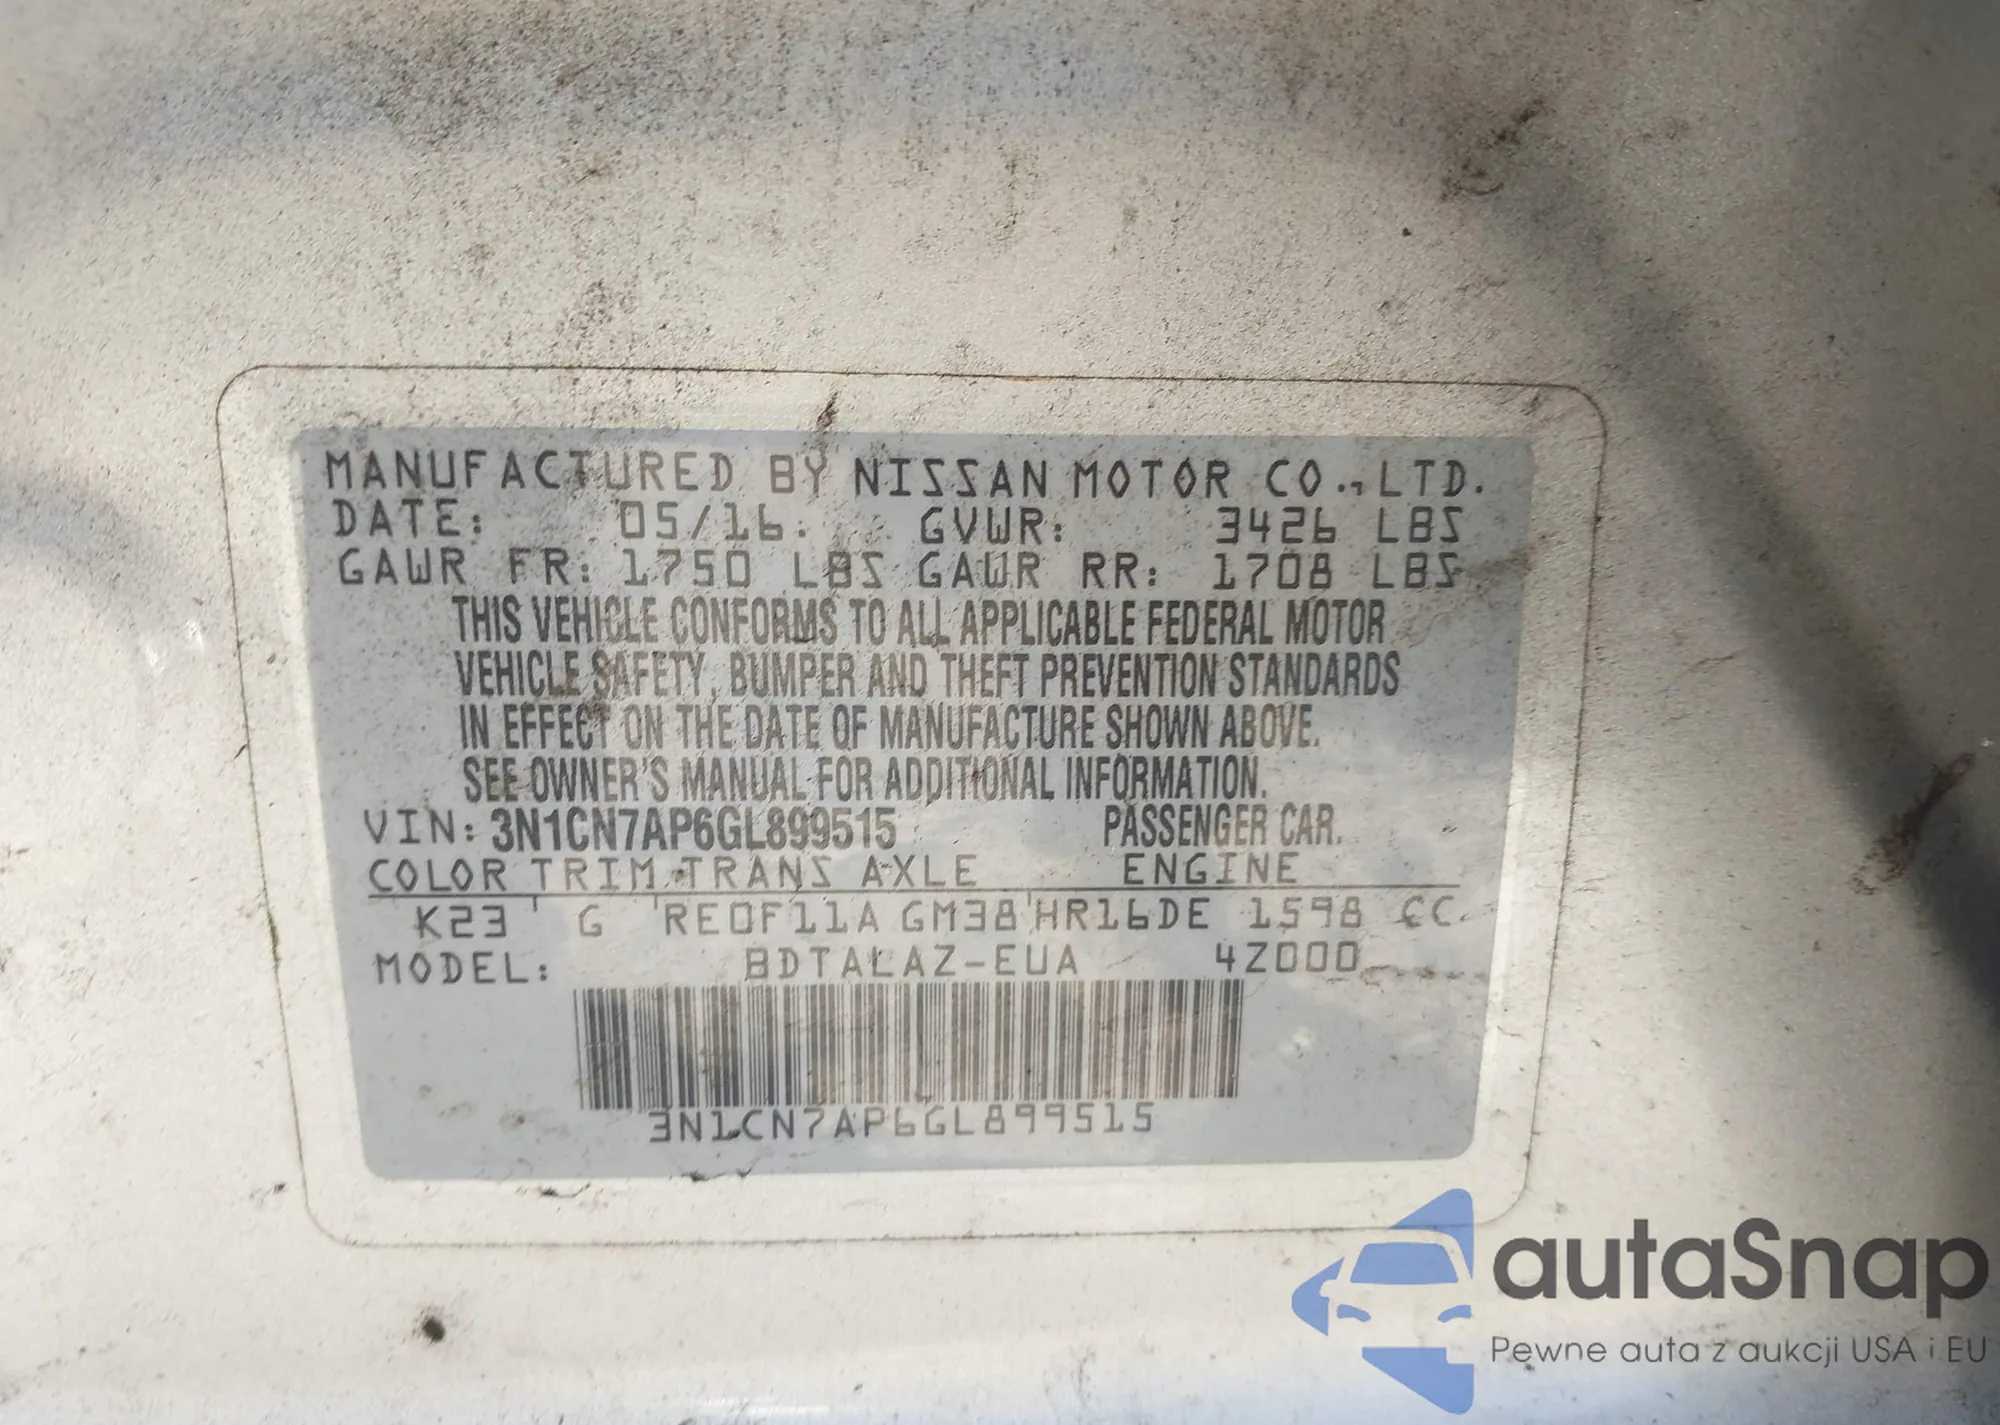 MANUFACTURED BY NISSAN MOTOR CO., LTD.
DATE: 05/16. GVWR: 3426 LBS
GAWR FR: 1750 LBS GAWR RR: 1708 LBS
THIS VEHICLE CONFORMS TO ALL APPLICABLE FEDERAL MOTOR
VEHICLE SAFETY, BUMPER AND THEFT PREVENTION STANDARDS
IN EFFECT ON THE DATE OF MANUFACTURE SHOWN ABOVE.
SEE OWNER'S MANUAL FOR ADDITIONAL INFORMATION.
VIN: 3N1CN7AP6GL899515 PASSENGER CAR.
COLOR TRIM TRANS AXLE ENGINE
K23 G RE0F11A GM38 HR16DE 1598 CC
MODEL: BDTALAZ-EUA 4Z000
3N1CN7AP6GL899515
autaSnap
Pewne auta z aukcji USA i EU